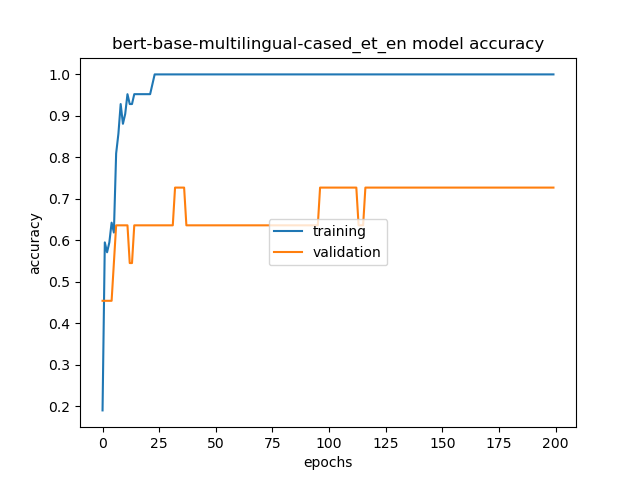 bert-base-multilingual-cased_et_en model accuracy
1.0
0.9
0.8
0.7
0.6
0.5
0.4
0.3
0.2
accuracy
training
validation
0 25 50 75 100 125 150 175 200
epochs